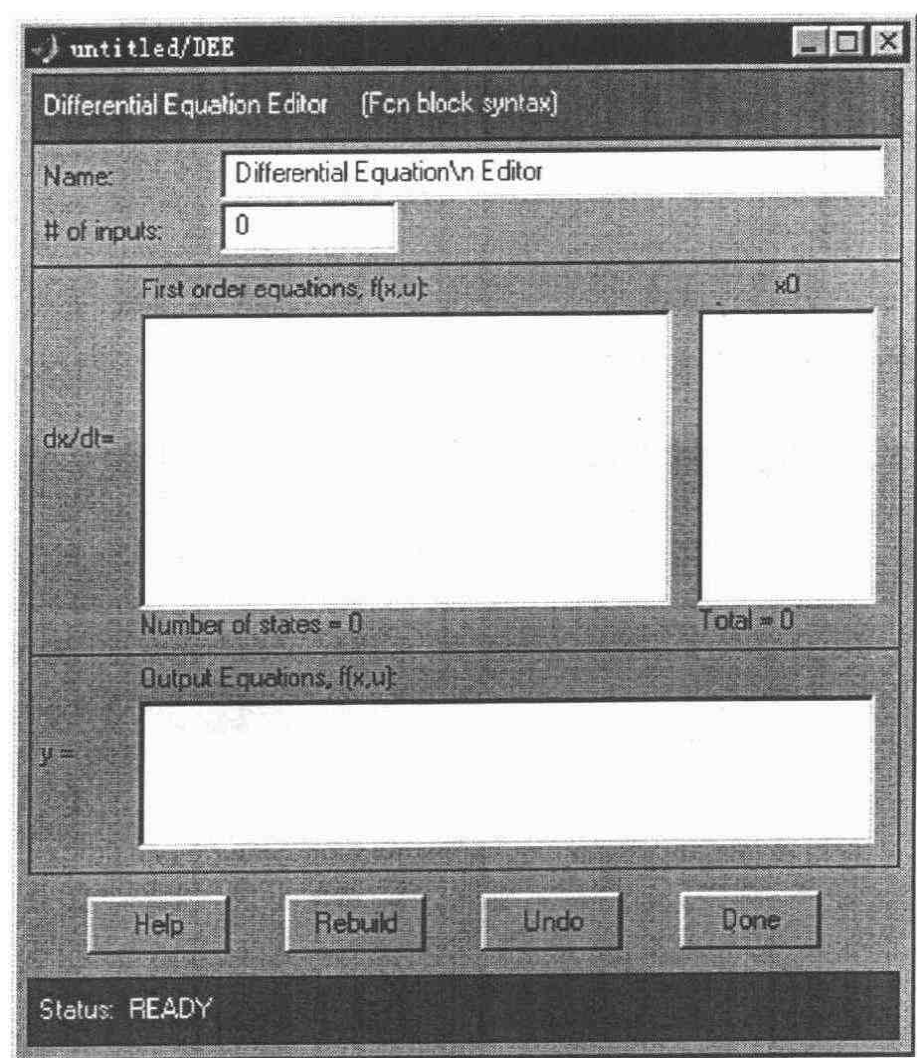 untitled/DEE
Differential Equation Editor (Fcn block syntax)
Name: Differential Equation\n Editor
# of inputs: 0
First order equations, f(x,u): x0
dx/dt=
Number of states = 0 Total = 0
Output Equations, f(x,u):
y =
Help Rebuild Undo Done
Status: READY